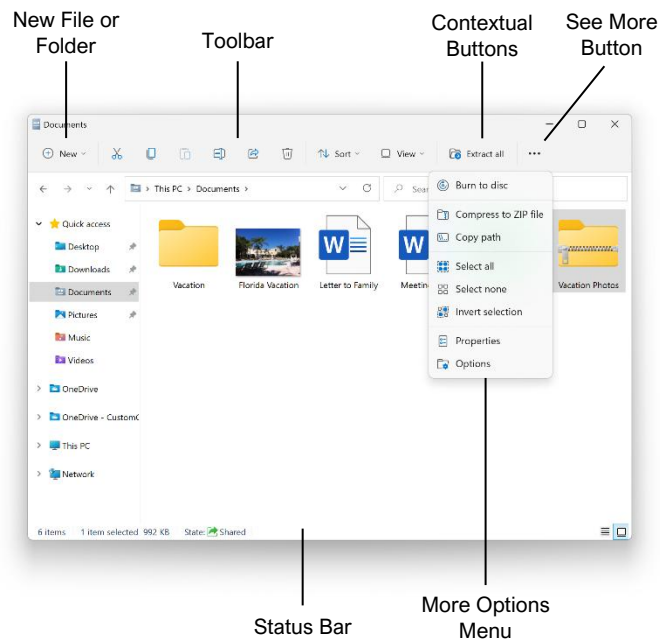 New File or
Folder
Toolbar
Contextual
Buttons
See More
Button
Documents
New
Sort
View
Extract all
This PC > Documents >
Burn to disc
Compress to ZIP file
Copy path
Select all
Select none
Invert selection
Properties
Options
Quick access
Desktop
Downloads
Documents
Pictures
Music
Videos
OneDrive
OneDrive - Custom
This PC
Network
Vacation
Florida Vacation
Letter to Family
Vacation Photos
6 items 1 item selected 992 KB State: Shared
Status Bar
More Options
Menu